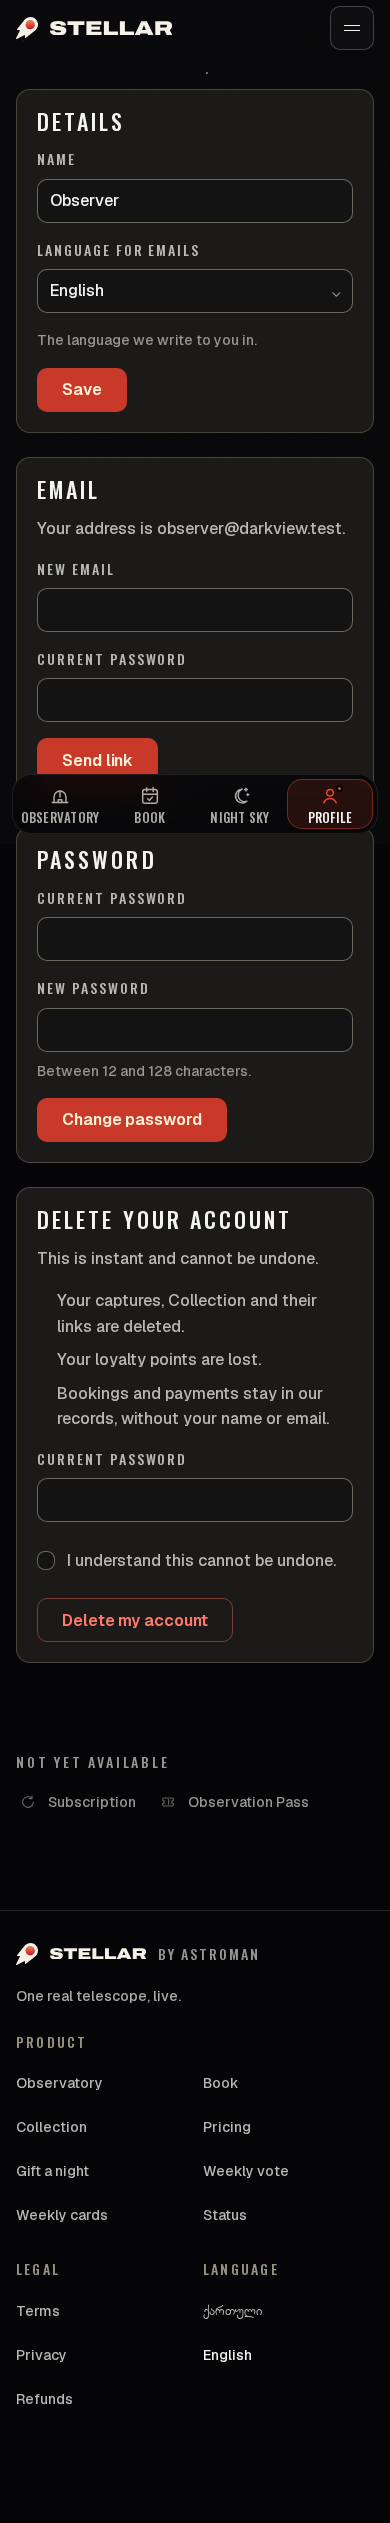 STELLAR
DETAILS
NAME
Observer
LANGUAGE FOR EMAILS
English
The language we write to you in.
Save
EMAIL
Your address is observer@darkview.test.
NEW EMAIL
CURRENT PASSWORD
Send link
OBSERVATORY BOOK NIGHT SKY PROFILE
PASSWORD
CURRENT PASSWORD
NEW PASSWORD
Between 12 and 128 characters.
Change password
DELETE YOUR ACCOUNT
This is instant and cannot be undone.
Your captures, Collection and their
links are deleted.
Your loyalty points are lost.
Bookings and payments stay in our
records, without your name or email.
CURRENT PASSWORD
I understand this cannot be undone.
Delete my account
NOT YET AVAILABLE
Subscription Observation Pass
STELLAR BY ASTROMAN
One real telescope, live.
PRODUCT
Observatory Book
Collection Pricing
Gift a night Weekly vote
Weekly cards Status
LEGAL LANGUAGE
Terms ქართული
Privacy English
Refunds